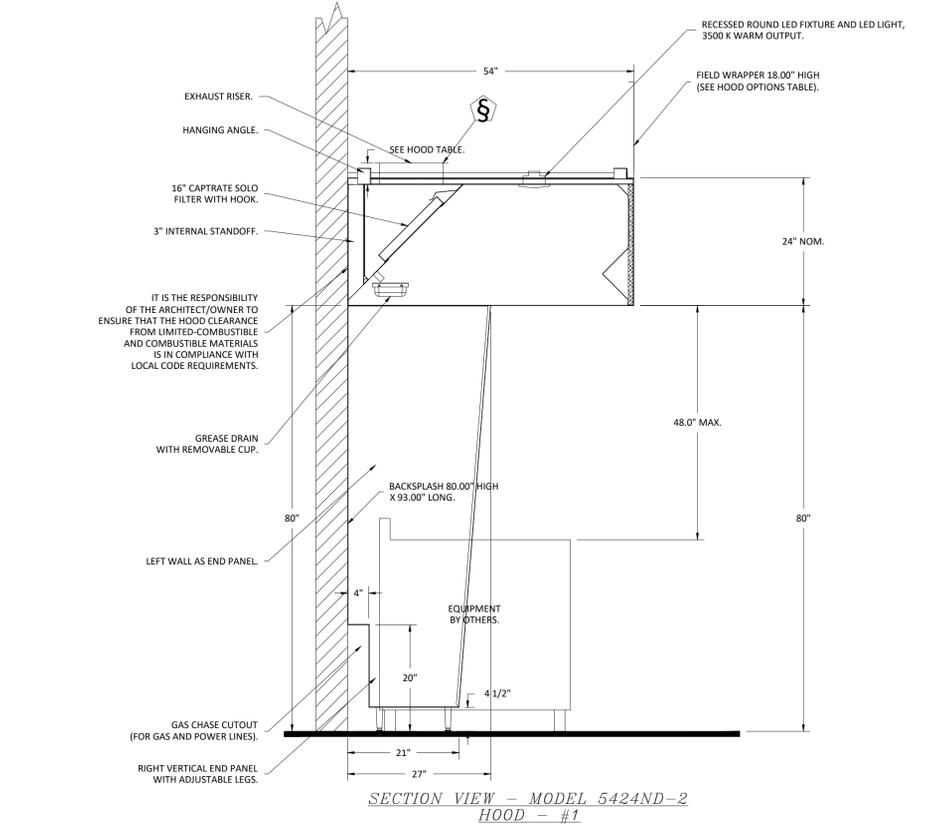 RECESSED ROUND LED FIXTURE AND LED LIGHT,
3500 K WARM OUTPUT.
54"
FIELD WRAPPER 18.00" HIGH
(SEE HOOD OPTIONS TABLE).
EXHAUST RISER.
§
HANGING ANGLE.
SEE HOOD TABLE.
16" CAPTRATE SOLO
FILTER WITH HOOK.
3" INTERNAL STANDOFF.
24" NOM.
IT IS THE RESPONSIBILITY
OF THE ARCHITECT/OWNER TO
ENSURE THAT THE HOOD CLEARANCE
FROM LIMITED-COMBUSTIBLE
AND COMBUSTIBLE MATERIALS
IS IN COMPLIANCE WITH
LOCAL CODE REQUIREMENTS.
48.0" MAX.
GREASE DRAIN
WITH REMOVABLE CUP.
BACKSPLASH 80.00" HIGH
X 93.00" LONG.
80"
80"
LEFT WALL AS END PANEL.
4"
EQUIPMENT
BY OTHERS.
20"
4 1/2"
GAS CHASE CUTOUT
(FOR GAS AND POWER LINES).
21"
RIGHT VERTICAL END PANEL
WITH ADJUSTABLE LEGS.
27"
SECTION VIEW - MODEL 5424ND-2
HOOD - #1